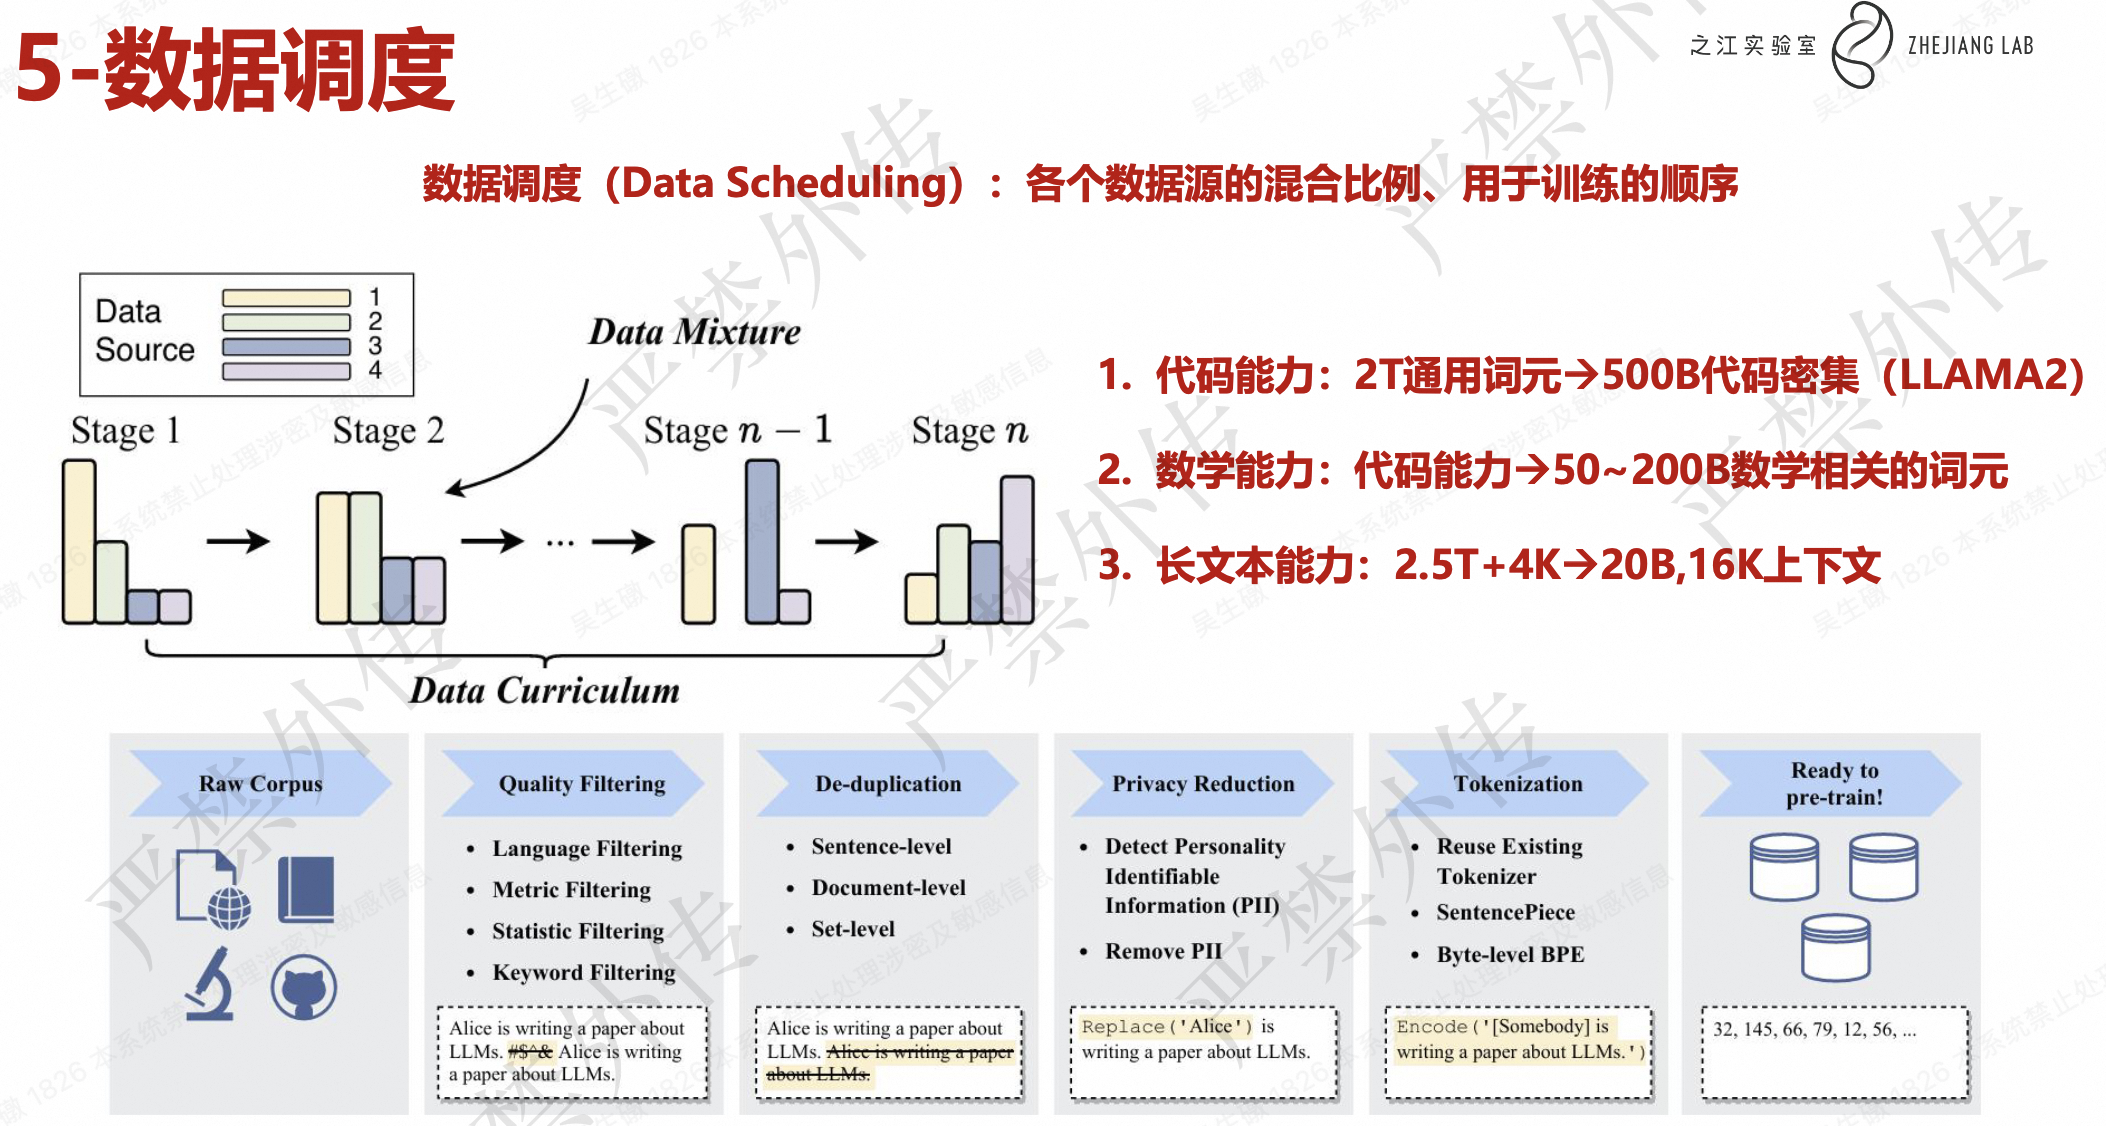 5-数据调度
之江实验室 ZHEJIANG LAB
数据调度（Data Scheduling）：各个数据源的混合比例、用于训练的顺序
Data Source
1
2
3
4
Data Mixture
Stage 1
Stage 2
Stage n − 1
Stage n
...
Data Curriculum
1. 代码能力：2T通用词元→500B代码密集（LLAMA2）
2. 数学能力：代码能力→50~200B数学相关的词元
3. 长文本能力：2.5T+4K→20B,16K上下文
Raw Corpus
Quality Filtering
• Language Filtering
• Metric Filtering
• Statistic Filtering
• Keyword Filtering
Alice is writing a paper about
LLMs. #$^& Alice is writing
a paper about LLMs.
De-duplication
• Sentence-level
• Document-level
• Set-level
Alice is writing a paper about
LLMs. Alice is writing a paper
about LLMs.
Privacy Reduction
• Detect Personality
Identifiable
Information (PII)
• Remove PII
Replace('Alice') is
writing a paper about LLMs.
Tokenization
• Reuse Existing
Tokenizer
• SentencePiece
• Byte-level BPE
Encode('[Somebody] is
writing a paper about LLMs.')
Ready to
pre-train!
32, 145, 66, 79, 12, 56, ...
严禁外传
吴生礅 1826 本系统禁止处理涉密及敏感信息